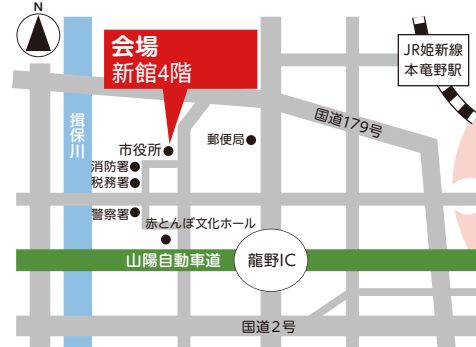 N
会場
新館4階
JR姫新線
本竜野駅
揖保川
国道179号
市役所
郵便局
消防署
税務署
警察署
赤とんぼ文化ホール
山陽自動車道
龍野IC
国道2号